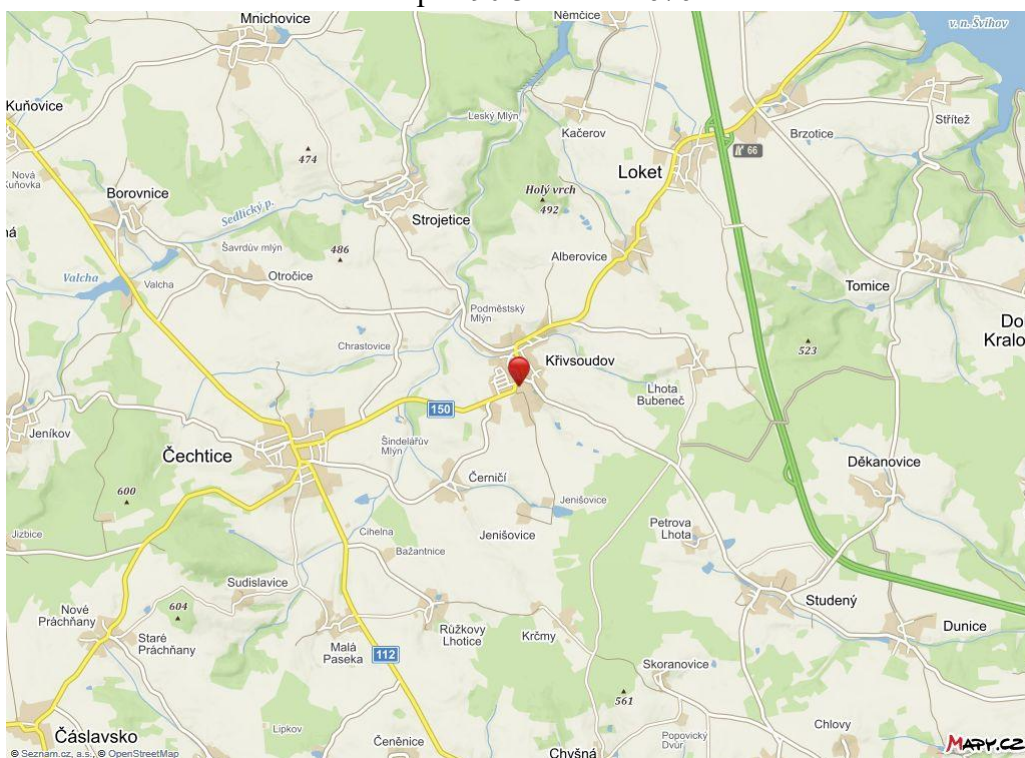 Mnichovice
Němčice
v. n. Švihov
Kuňovice
Leský Mlýn
Kačerov
Brzotice
Střítež
66
474
Nová
Kuňovka
Borovnice
Loket
Holý vrch
492
Sedlický p.
Strojetice
ná
Šavrdův mlýn
486
Alberovice
Otročice
Valcha
Valcha
Tomice
Podměstský
Mlýn
Do
Kralo
Chrastovice
Křivsoudov
523
Lhota
Bubeneč
150
Jeníkov
Čechtice
Šindelářův
Mlýn
Děkanovice
Černičí
600
Jenišovice
Jizbice
Cihelna
Jenišovice
Petrova
Lhota
Bažantnice
Sudislavice
Studený
Nové
Práchňany
604
Růžkovy
Lhotice
Krčmy
Dunice
Staré
Práchňany
Malá
Paseka
112
Skoranovice
561
Čáslavsko
Lipkov
Čeněnice
Popovický
Dvůr
Chlovy
Chyšná
© Seznam.cz, a.s., © OpenStreetMap
MAPY.CZ